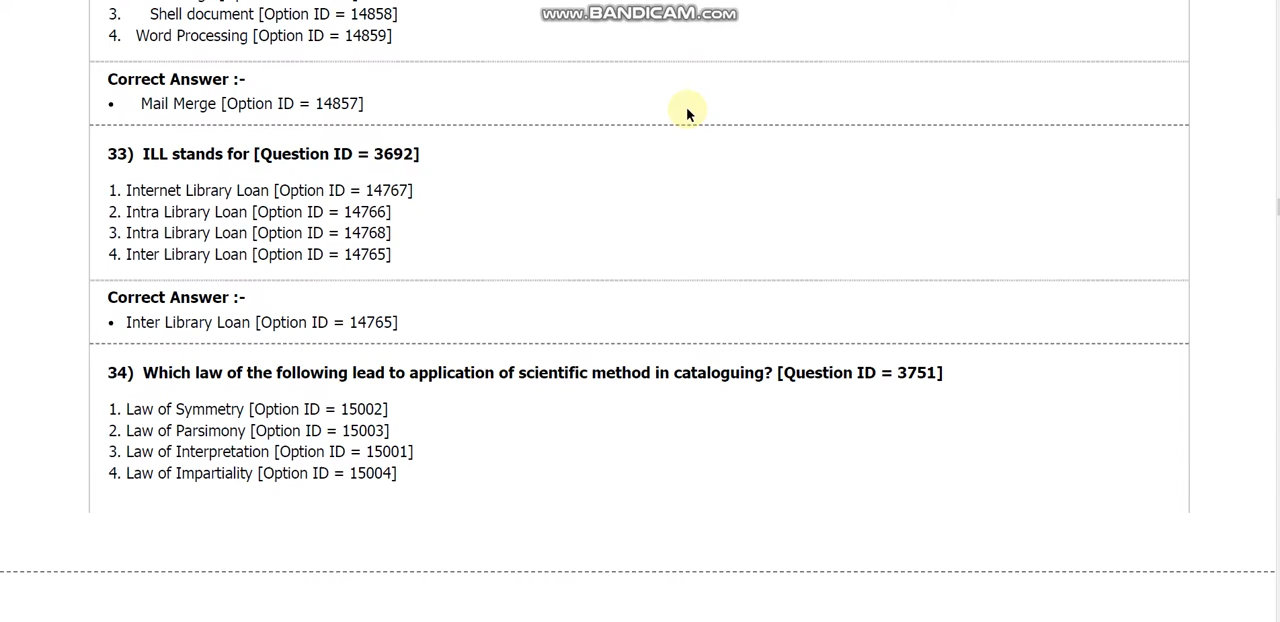 www.BANDICAM.com
3. Shell document [Option ID = 14858]
4. Word Processing [Option ID = 14859]
Correct Answer :-
• Mail Merge [Option ID = 14857]
33) ILL stands for [Question ID = 3692]
1. Internet Library Loan [Option ID = 14767]
2. Intra Library Loan [Option ID = 14766]
3. Intra Library Loan [Option ID = 14768]
4. Inter Library Loan [Option ID = 14765]
Correct Answer :-
• Inter Library Loan [Option ID = 14765]
34) Which law of the following lead to application of scientific method in cataloguing? [Question ID = 3751]
1. Law of Symmetry [Option ID = 15002]
2. Law of Parsimony [Option ID = 15003]
3. Law of Interpretation [Option ID = 15001]
4. Law of Impartiality [Option ID = 15004]